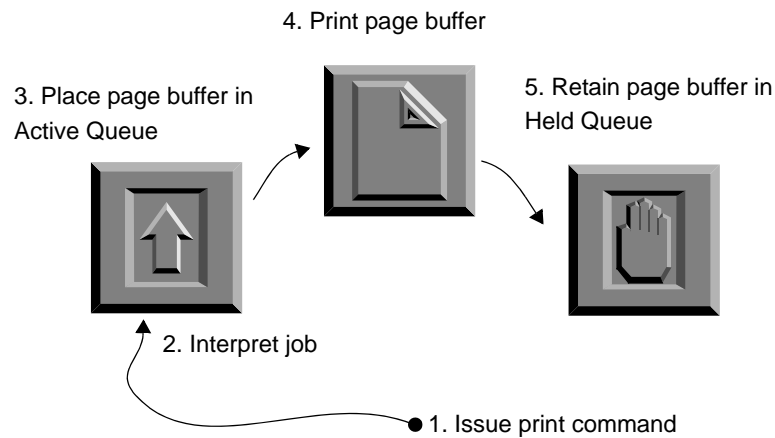 4. Print page buffer
3. Place page buffer in
Active Queue
5. Retain page buffer in
Held Queue
2. Interpret job
1. Issue print command